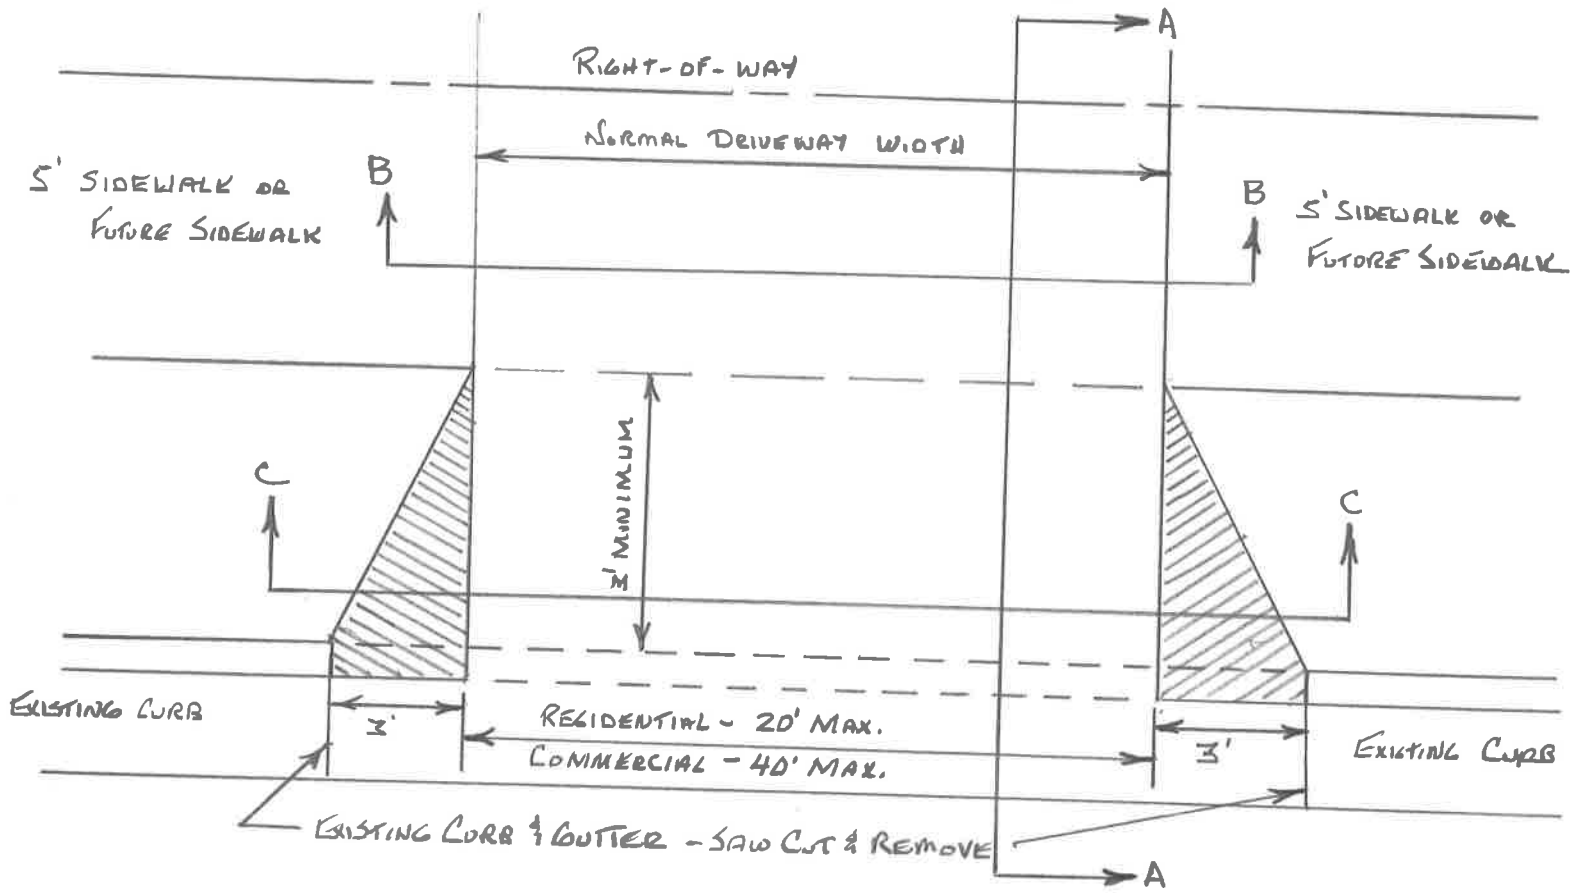 A
RIGHT-OF-WAY
NORMAL DRIVEWAY WIDTH
B
5' SIDEWALK OR
FUTURE SIDEWALK
B
5' SIDEWALK OR
FUTURE SIDEWALK
C
3' MINIMUM
C
EXISTING CURB
3'
RESIDENTIAL - 20' MAX.
COMMERCIAL - 40' MAX.
3'
EXISTING CURB
EXISTING CURB & GUTTER - SAW CUT & REMOVE
A